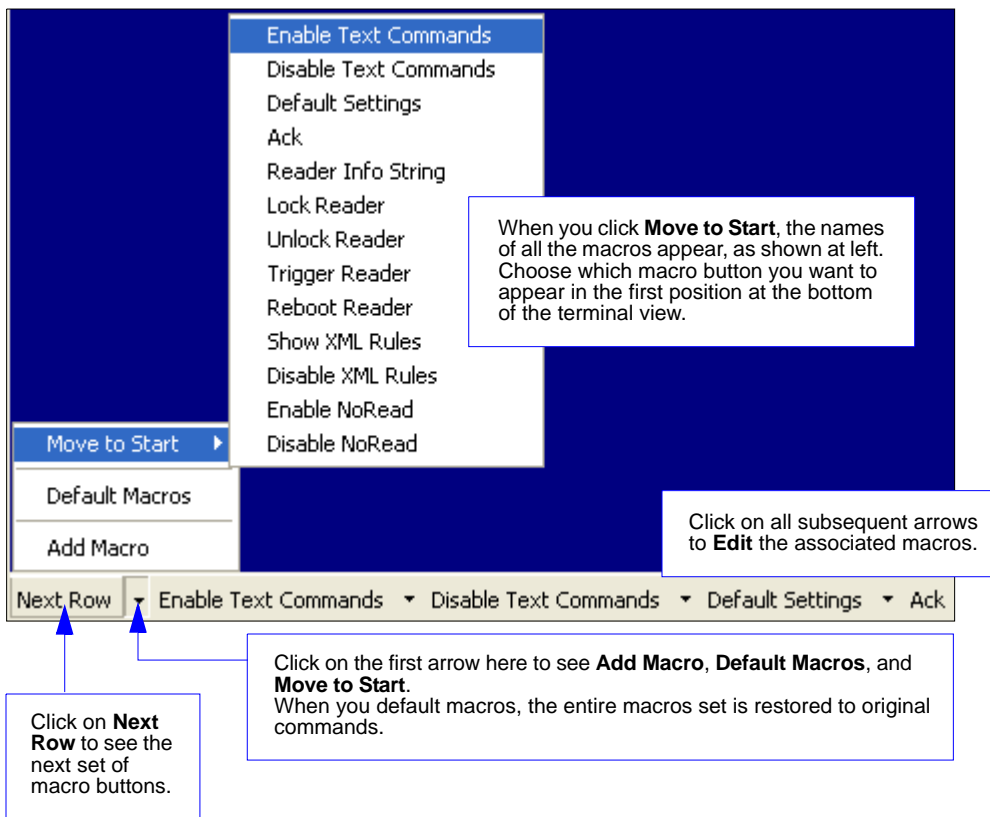 Enable Text Commands
Disable Text Commands
Default Settings
Ack
Reader Info String
Lock Reader
Unlock Reader
Trigger Reader
Reboot Reader
Show XML Rules
Disable XML Rules
Enable NoRead
Disable NoRead
When you click Move to Start, the names
of all the macros appear, as shown at left.
Choose which macro button you want to
appear in the first position at the bottom
of the terminal view.
Move to Start
Default Macros
Add Macro
Click on all subsequent arrows
to Edit the associated macros.
Next Row Enable Text Commands Disable Text Commands Default Settings Ack
Click on the first arrow here to see Add Macro, Default Macros, and
Move to Start.
When you default macros, the entire macros set is restored to original
commands.
Click on Next
Row to see the
next set of
macro buttons.